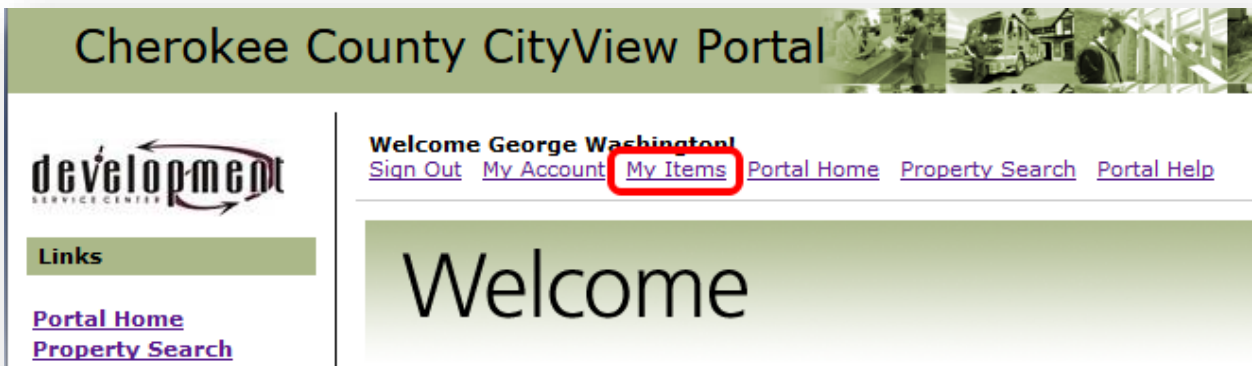 Cherokee County CityView Portal
development
SERVICE CENTER
Welcome George Washington!
Sign Out My Account My Items Portal Home Property Search Portal Help
Links
Welcome
Portal Home
Property Search